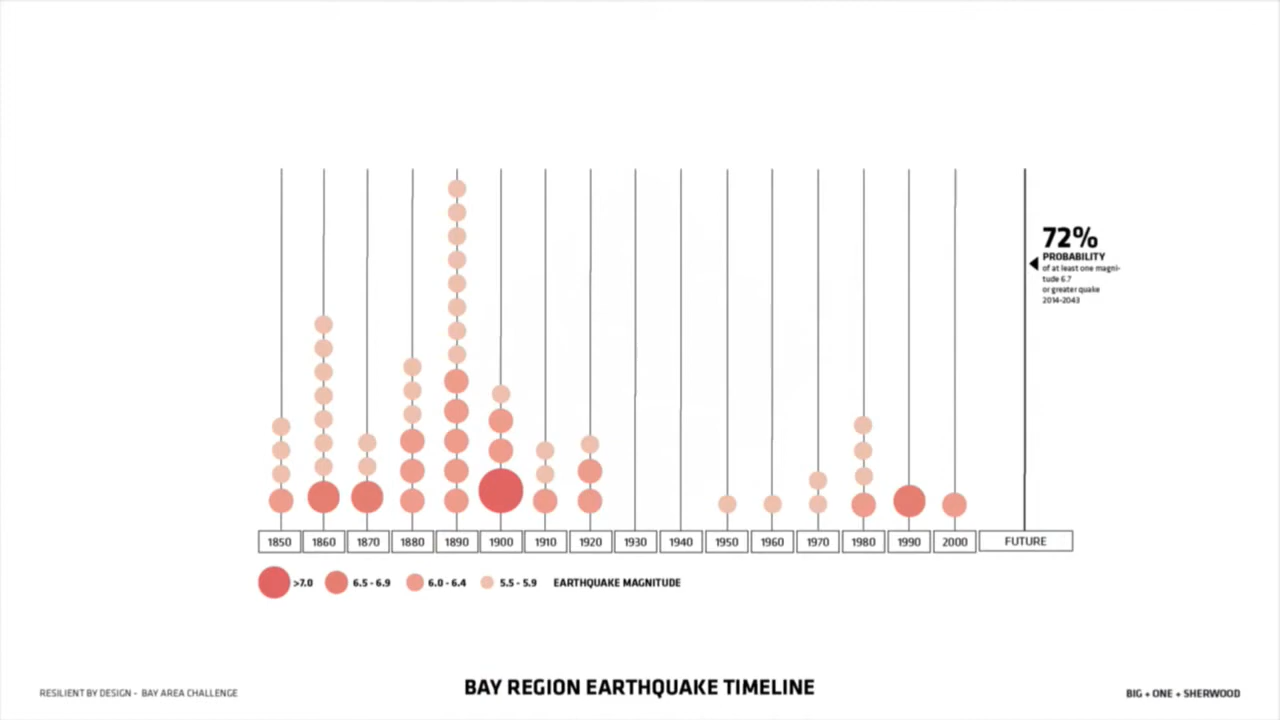 72%
PROBABILITY
of at least one magni-
tude 6.7
or greater quake
2014-2043
1850 1860 1870 1880 1890 1900 1910 1920 1930 1940 1950 1960 1970 1980 1990 2000 FUTURE
>7.0 6.5 - 6.9 6.0 - 6.4 5.5 - 5.9 EARTHQUAKE MAGNITUDE
RESILIENT BY DESIGN - BAY AREA CHALLENGE
BAY REGION EARTHQUAKE TIMELINE
BIG + ONE + SHERWOOD